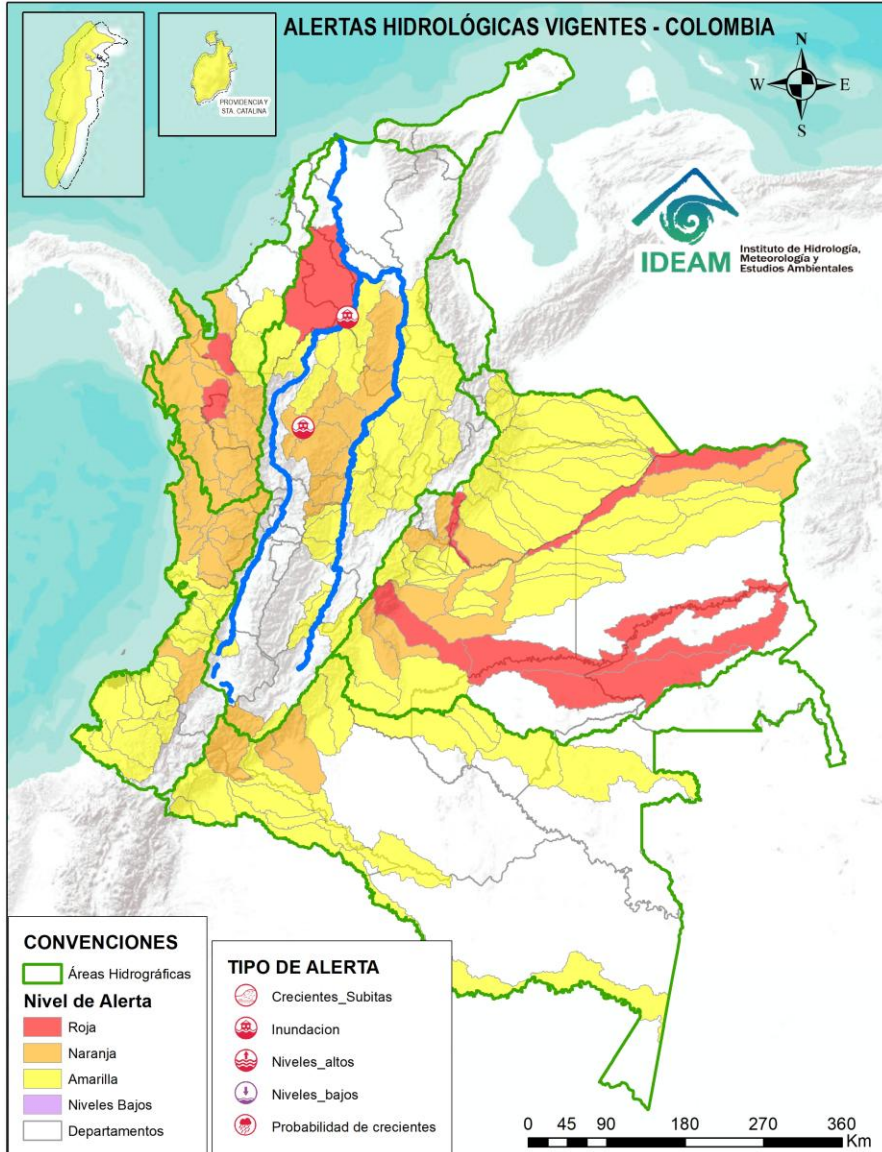 ALERTAS HIDROLÓGICAS VIGENTES - COLOMBIA
N
W
E
S
PROVIDENCIA Y
STA. CATALINA
IDEAM
Instituto de Hidrología,
Meteorología y
Estudios Ambientales
CONVENCIONES
Áreas Hidrográficas
Nivel de Alerta
Roja
Naranja
Amarilla
Niveles Bajos
Departamentos
TIPO DE ALERTA
Crecientes_Subitas
Inundacion
Niveles_altos
Niveles_bajos
Probabilidad de crecientes
0 45 90 180 270 360
Km